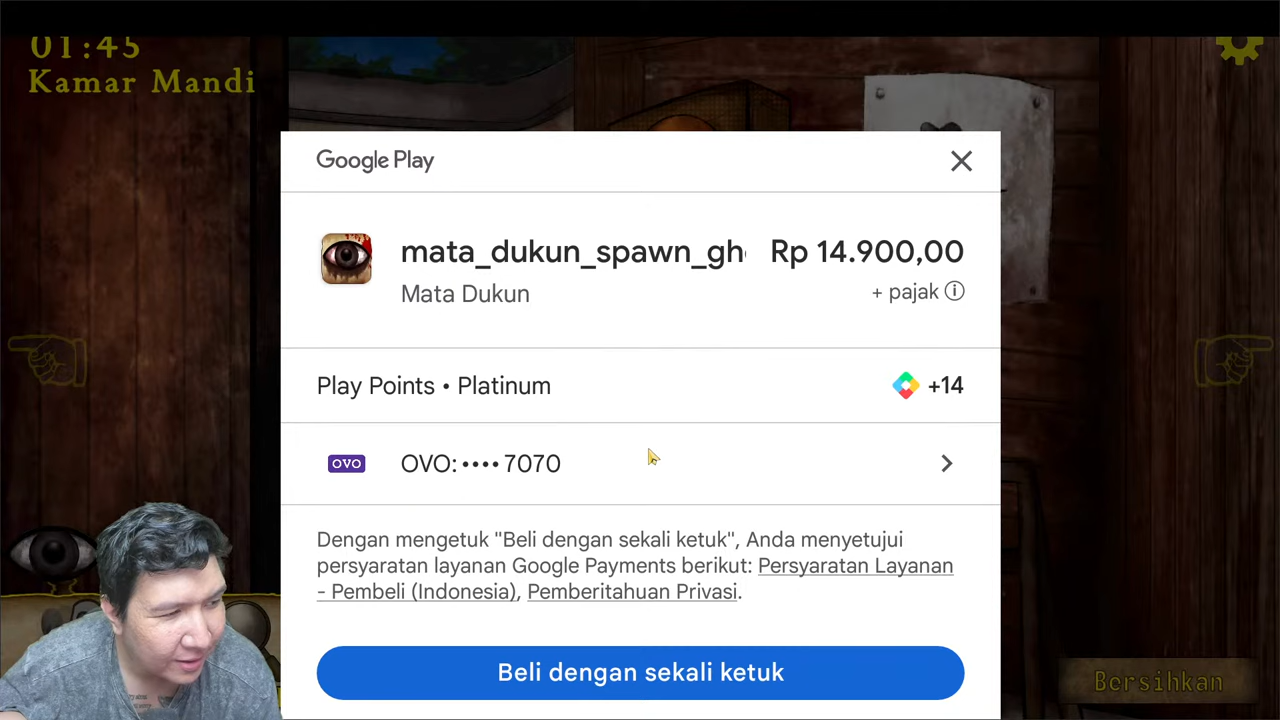 01:45
Kamar Mandi
Google Play
mata_dukun_spawn_gh
Rp 14.900,00
Mata Dukun
+ pajak
Play Points • Platinum
+14
OVO
OVO: •••• 7070
Dengan mengetuk "Beli dengan sekali ketuk", Anda menyetujui
persyaratan layanan Google Payments berikut: Persyaratan Layanan
- Pembeli (Indonesia), Pemberitahuan Privasi.
Beli dengan sekali ketuk
Bersihkan